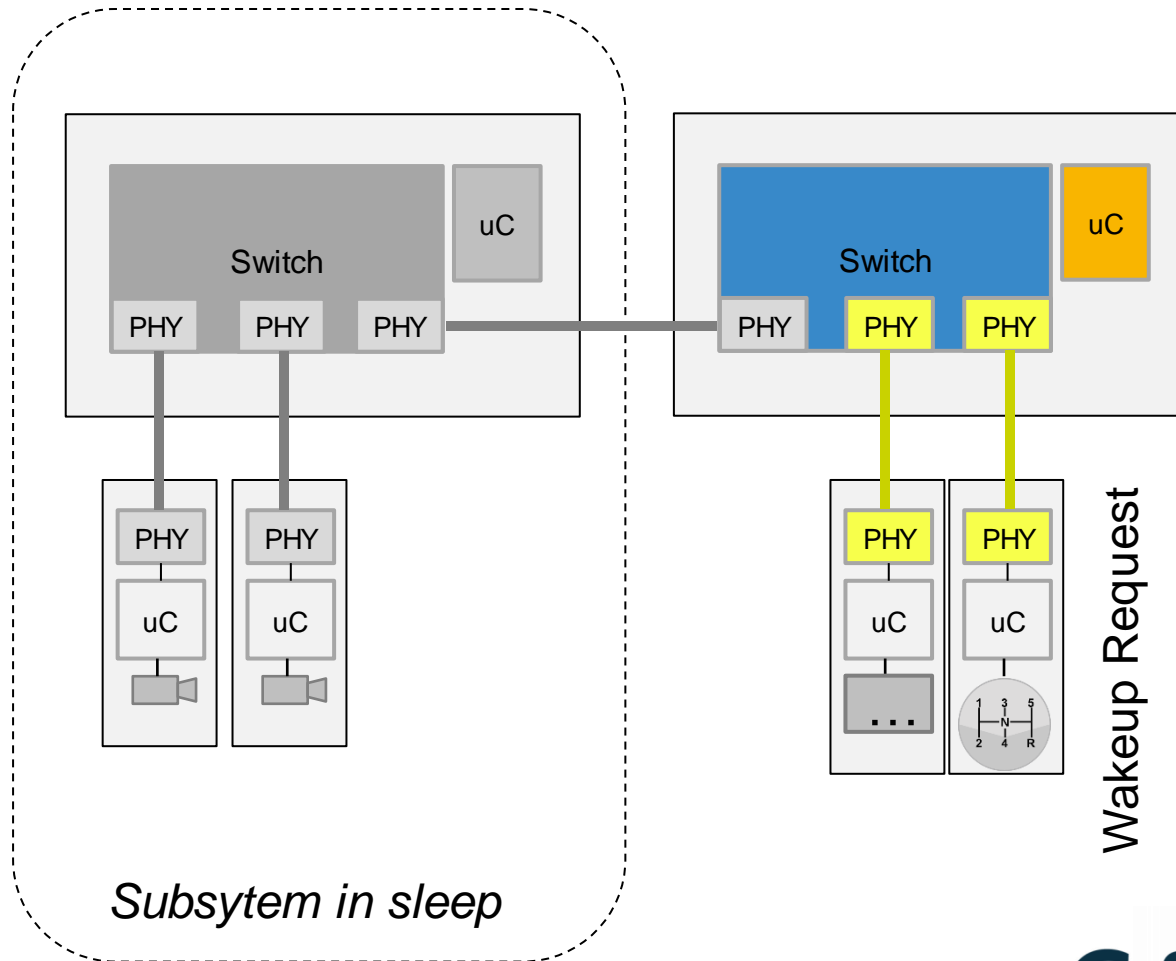 Switch
uC
PHY
PHY
PHY
PHY
uC
PHY
uC
Subsytem in sleep
Switch
uC
PHY
PHY
PHY
PHY
uC
...
PHY
uC
1 3 5
N
2 4 R
Wakeup Request